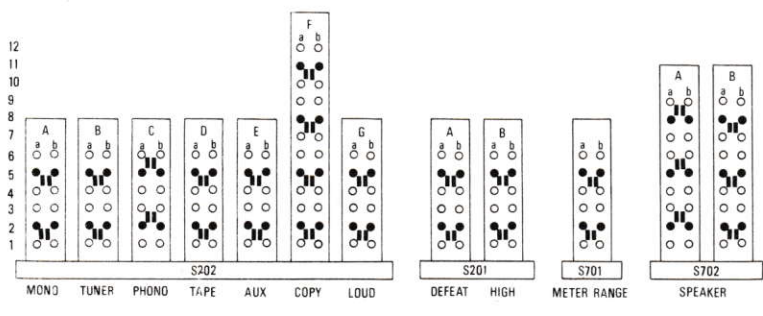 F
a b
12
11
10
9
8
7
6
5
4
3
2
1
A B C D E G
a b a b a b a b a b a b
A B
a b a b
a b
A B
a b a b
S202 S201 S701 S702
MONO TUNER PHONO TAPE AUX COPY LOUD DEFEAT HIGH METER RANGE SPEAKER